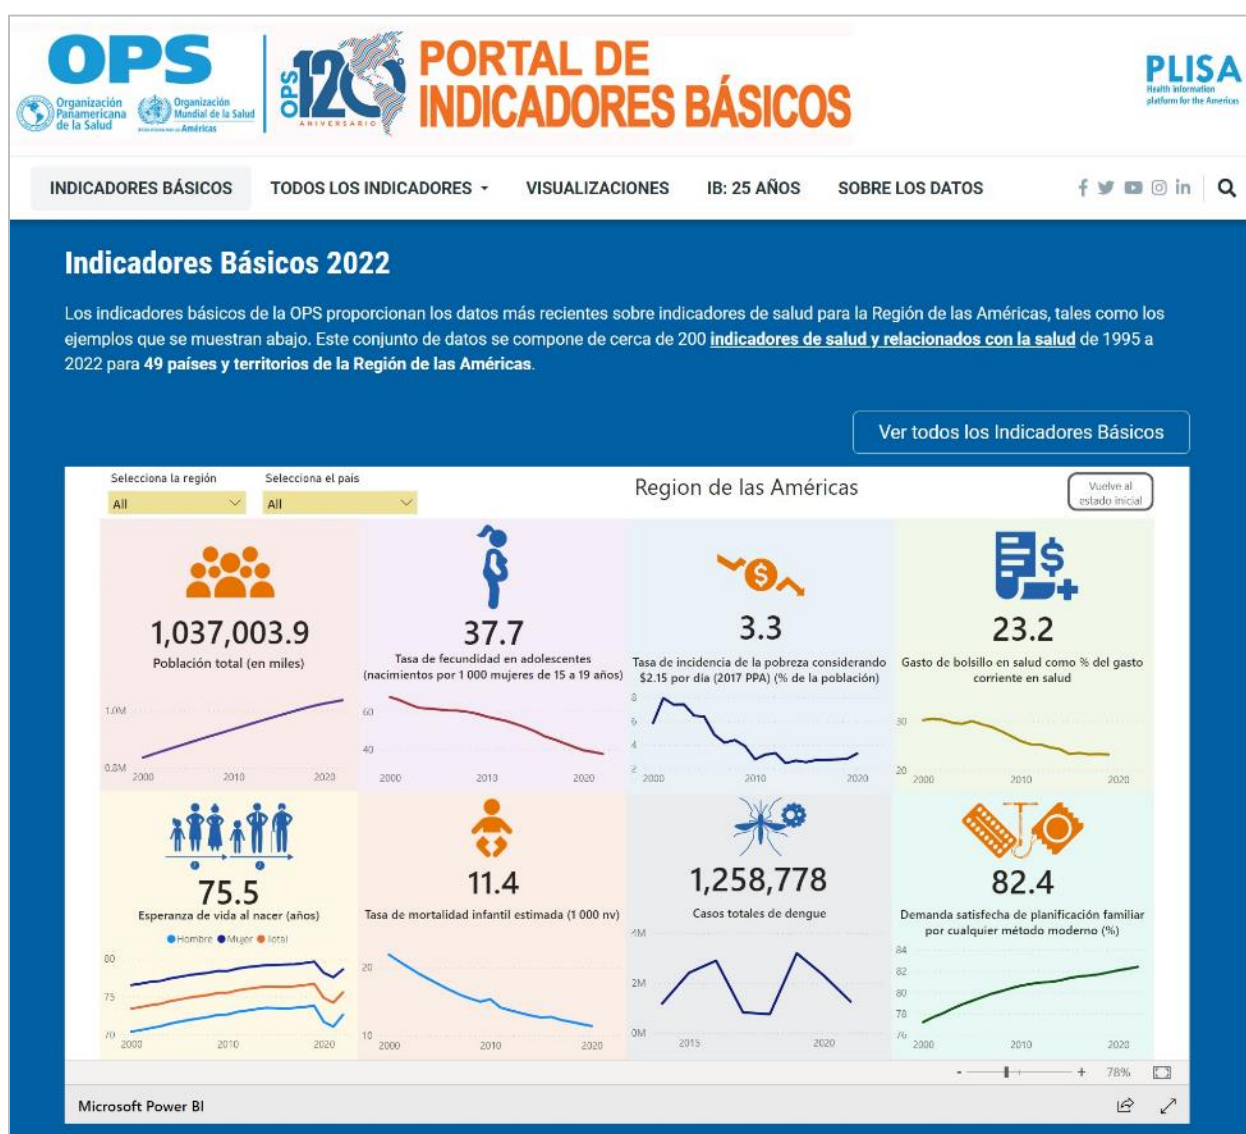 OPS
Organización
Panamericana
de la Salud
Organización
Mundial de la Salud
Américas
OPS
120°
ANIVERSARIO
PORTAL DE
INDICADORES BÁSICOS
PLISA
Health Information
platform for the Americas
INDICADORES BÁSICOS
TODOS LOS INDICADORES
VISUALIZACIONES
IB: 25 AÑOS
SOBRE LOS DATOS
Indicadores Básicos 2022
Los indicadores básicos de la OPS proporcionan los datos más recientes sobre indicadores de salud para la Región de las Américas, tales como los
ejemplos que se muestran abajo. Este conjunto de datos se compone de cerca de 200 indicadores de salud y relacionados con la salud de 1995 a
2022 para 49 países y territorios de la Región de las Américas.
Ver todos los Indicadores Básicos
Selecciona la región
All
Selecciona el país
All
Region de las Américas
Vuelve al
estado inicial
1,037,003.9
Población total (en miles)
1.0M
0.8M
2000 2010 2020
37.7
Tasa de fecundidad en adolescentes
(nacimientos por 1 000 mujeres de 15 a 19 años)
60
40
2000 2010 2020
3.3
Tasa de incidencia de la pobreza considerando
$2.15 por día (2017 PPA) (% de la población)
8
6
4
2
2000 2010 2020
23.2
Gasto de bolsillo en salud como % del gasto
corriente en salud
30
20
2000 2010 2020
75.5
Esperanza de vida al nacer (años)
Hombre Mujer Total
80
75
70
2000 2010 2020
11.4
Tasa de mortalidad infantil estimada (1 000 nv)
20
10
2000 2010 2020
1,258,778
Casos totales de dengue
4M
2M
0M
2015 2020
82.4
Demanda satisfecha de planificación familiar
por cualquier método moderno (%)
84
82
80
78
76
2000 2010 2020
- + 78%
Microsoft Power BI